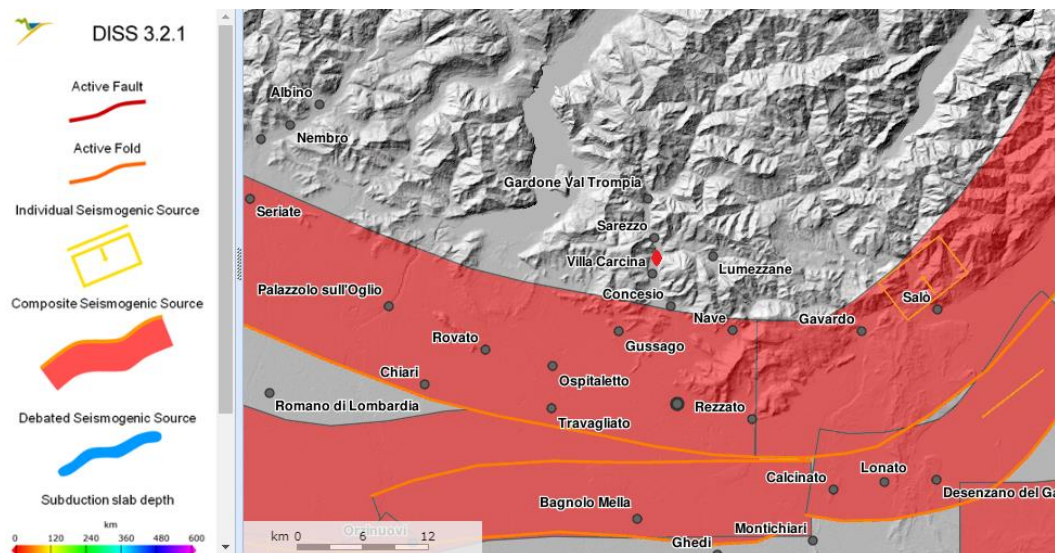 DISS 3.2.1
Active Fault
Active Fold
Individual Seismogenic Source
Composite Seismogenic Source
Debated Seismogenic Source
Subduction slab depth
km
0 120 240 360 480 600
Albino
Nembro
Gardone Val Trompia
Seriate
Sarezzo
Villa Carcina
Lumezzane
Palazzolo sull'Oglio
Concesio
Salò
Nave
Gavardo
Rovato
Gussago
Chiari
Ospitaletto
Romano di Lombardia
Rezzato
Travagliato
Calcinato
Lonato
Desenzano del Ga
Bagnolo Mella
Montichiari
Orzinuovi
Ghedi
km 0 6 12